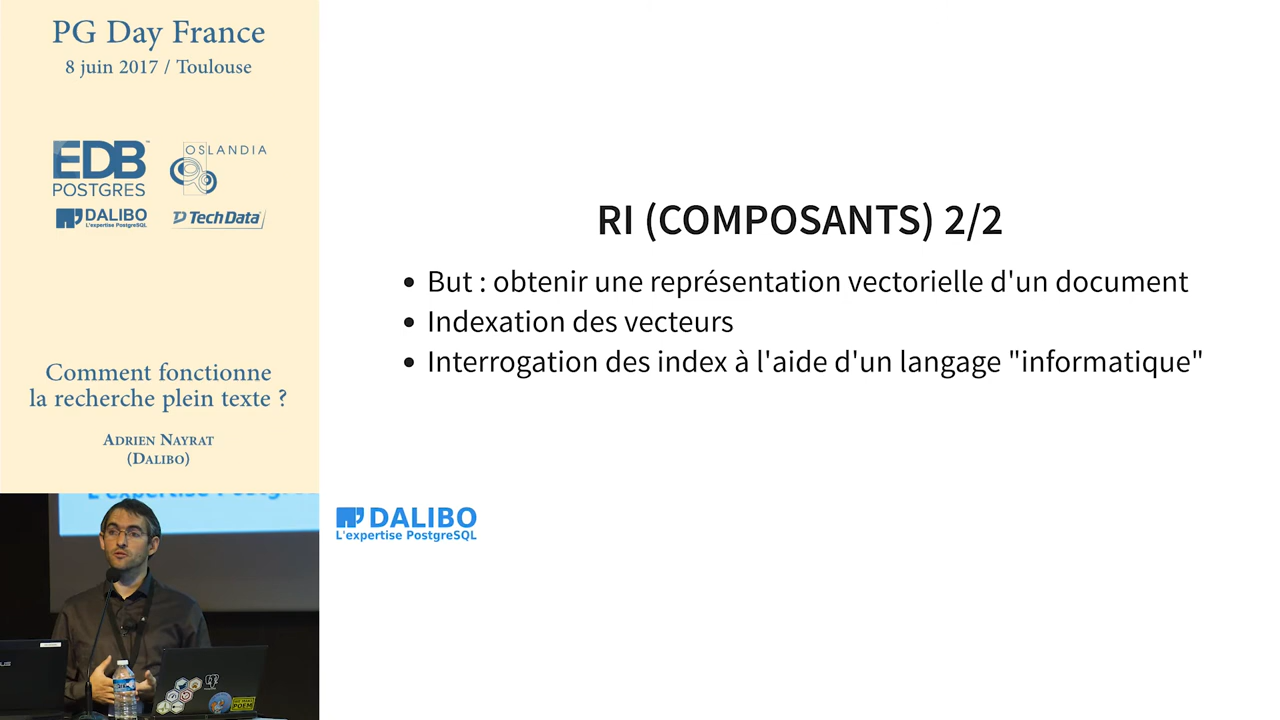 PG Day France
8 juin 2017 / Toulouse
EDB
POSTGRES
OSLANDIA
DALIBO
L'expertise PostgreSQL
TechData
Comment fonctionne
la recherche plein texte ?
Adrien Nayrat
(Dalibo)
RI (COMPOSANTS) 2/2
• But : obtenir une représentation vectorielle d'un document
• Indexation des vecteurs
• Interrogation des index à l'aide d'un langage "informatique"
DALIBO
L'expertise PostgreSQL